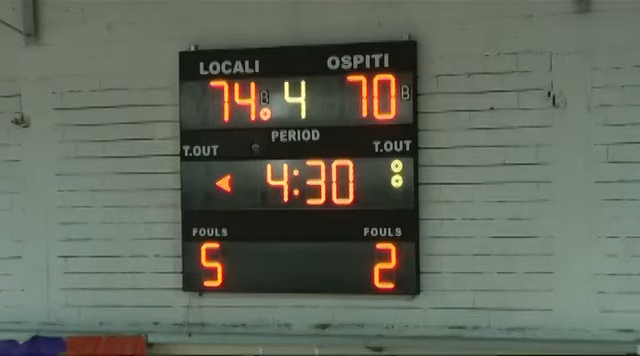 LOCALI OSPITI
74 B 4 70 B
PERIOD
T.OUT T.OUT
4:30
FOULS FOULS
5 2